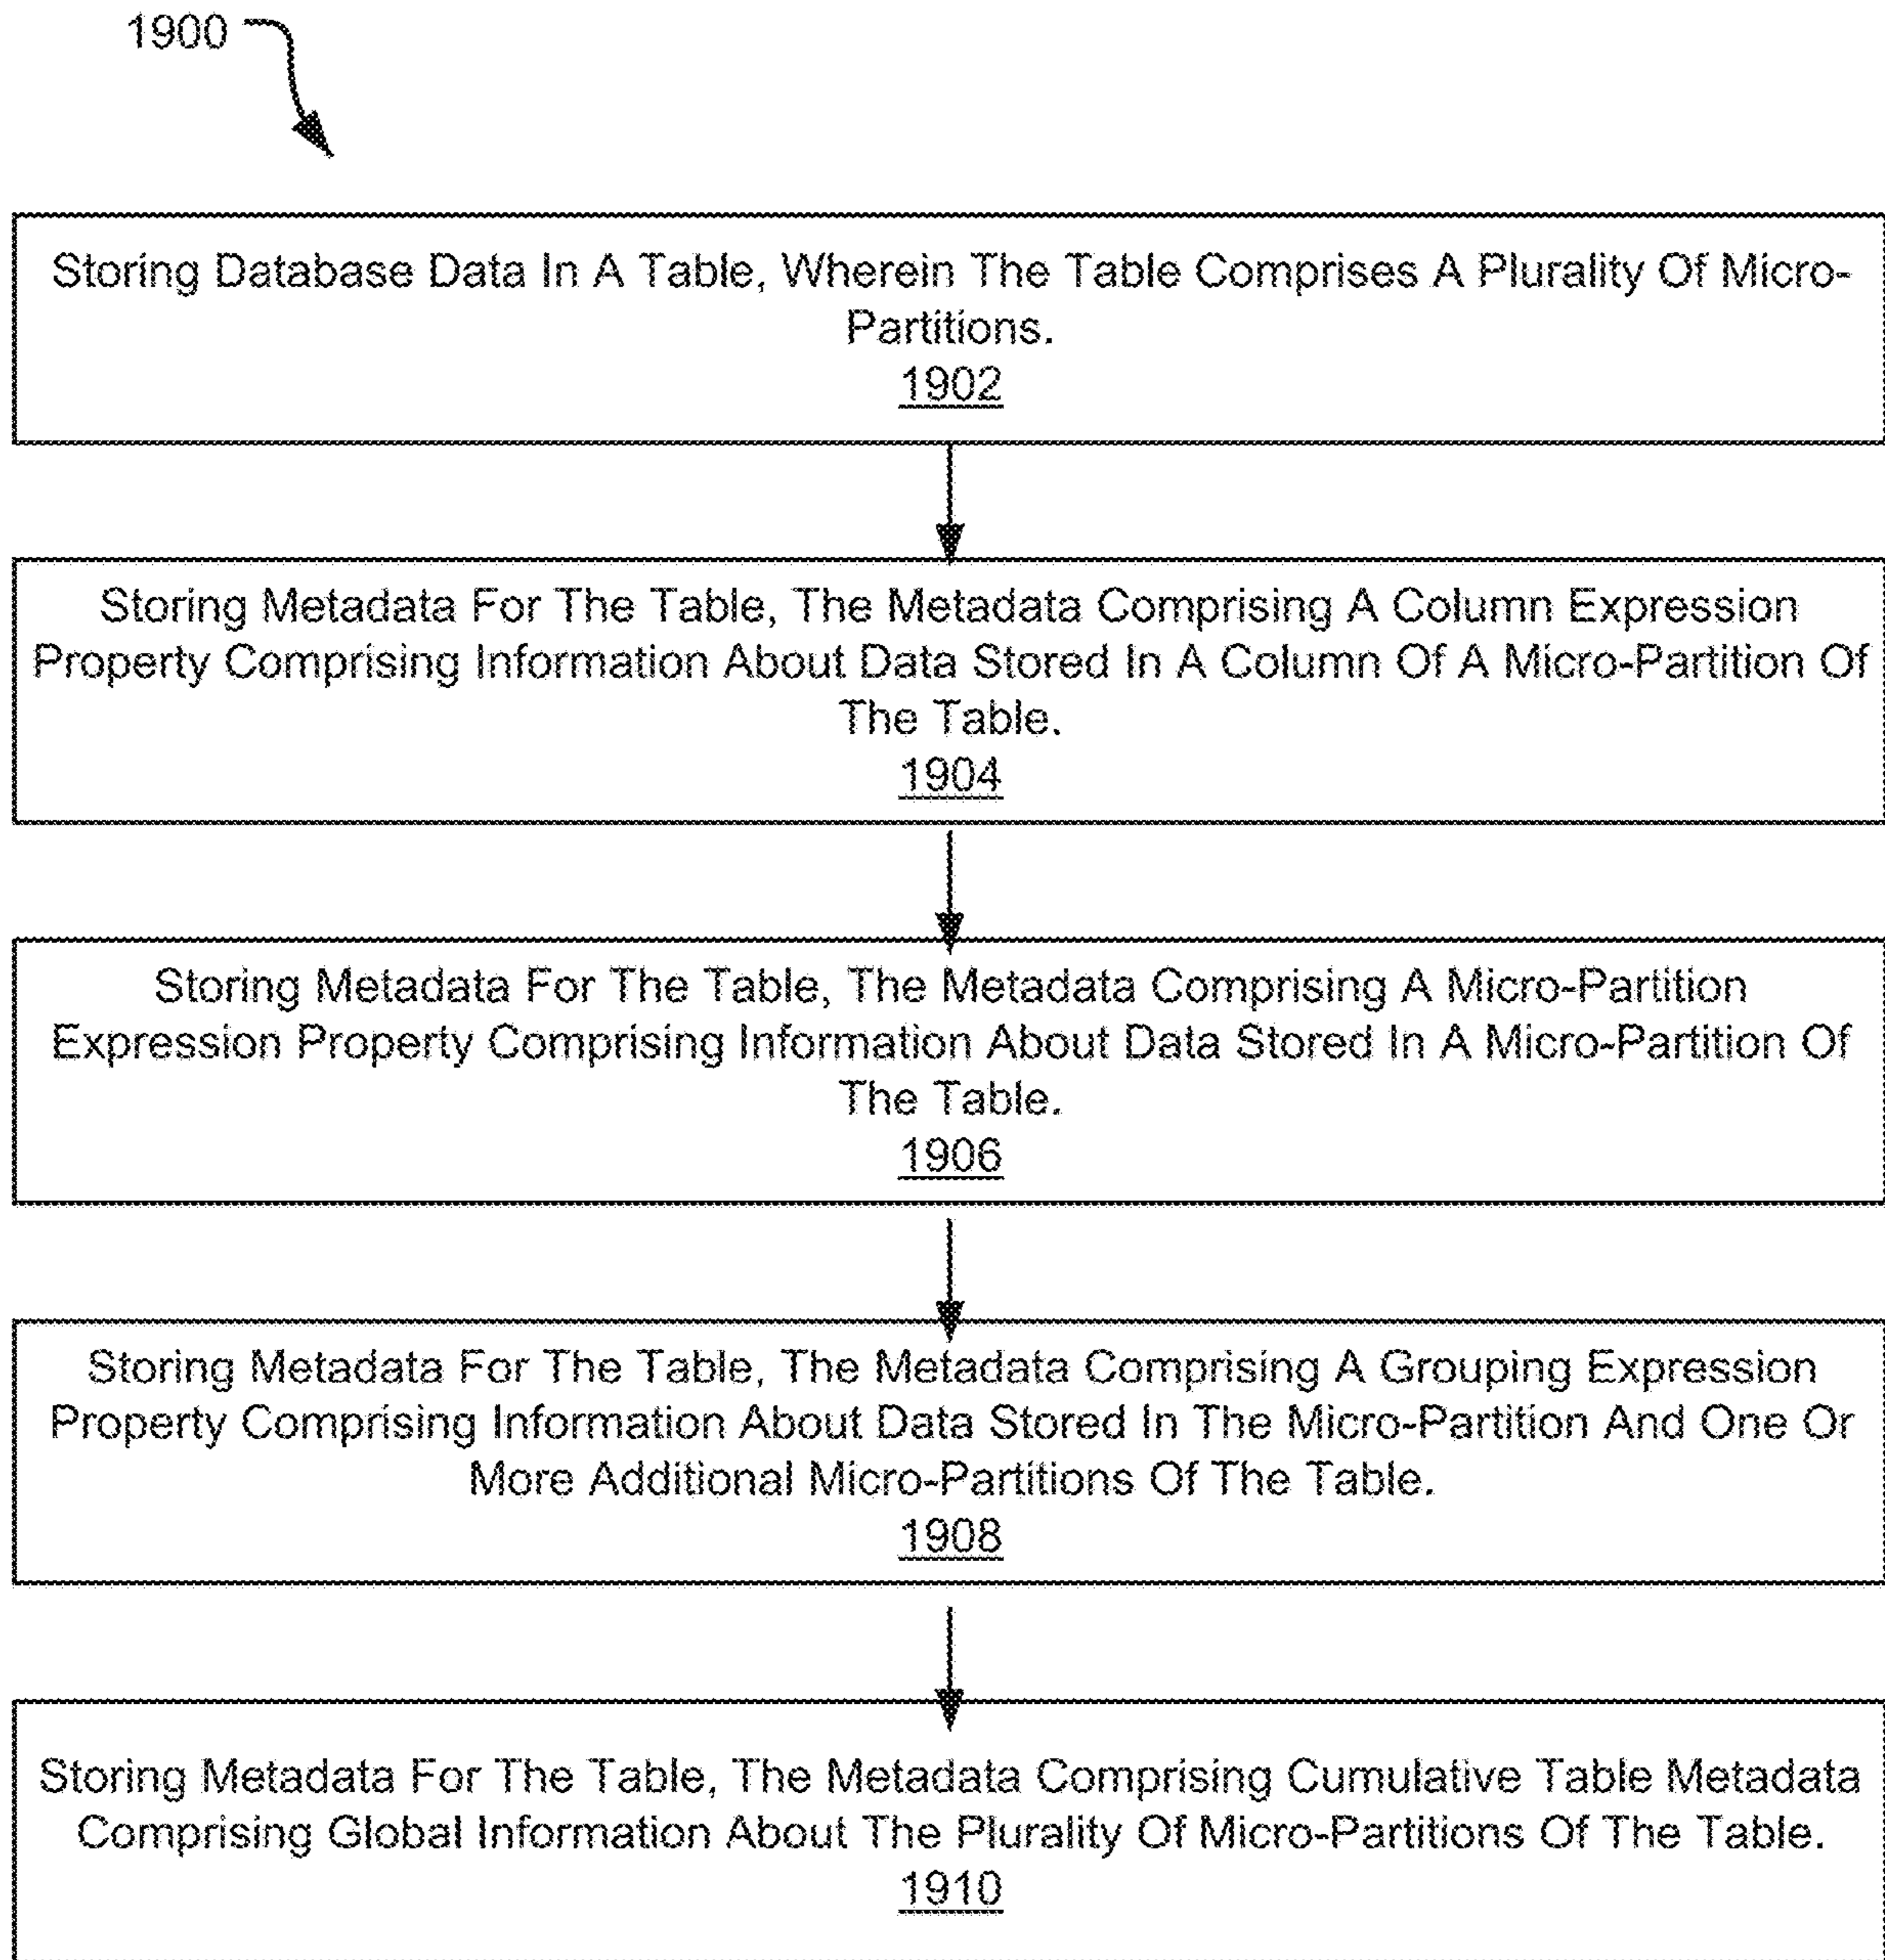 1900
Storing Database Data In A Table, Wherein The Table Comprises A Plurality Of Micro-
Partitions.
1902
Storing Metadata For The Table, The Metadata Comprising A Column Expression
Property Comprising Information About Data Stored In A Column Of A Micro-Partition Of
The Table.
1904
Storing Metadata For The Table, The Metadata Comprising A Micro-Partition
Expression Property Comprising Information About Data Stored In A Micro-Partition Of
The Table.
1906
Storing Metadata For The Table, The Metadata Comprising A Grouping Expression
Property Comprising Information About Data Stored In The Micro-Partition And One Or
More Additional Micro-Partitions Of The Table.
1908
Storing Metadata For The Table, The Metadata Comprising Cumulative Table Metadata
Comprising Global Information About The Plurality Of Micro-Partitions Of The Table.
1910